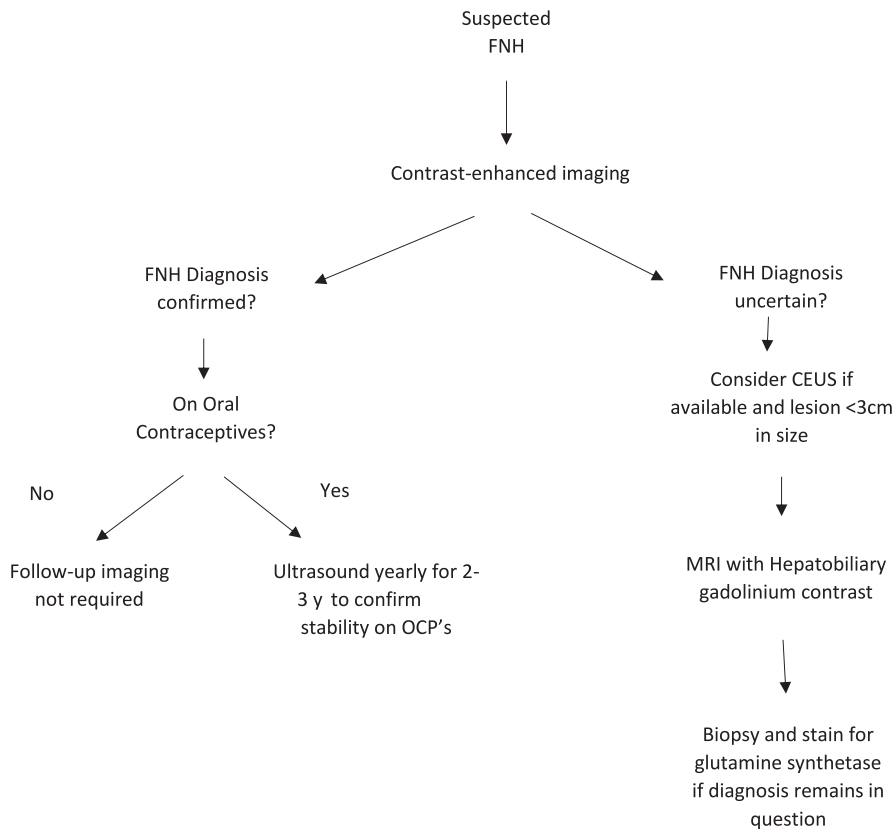 Suspected
FNH
Contrast-enhanced imaging
FNH Diagnosis
confirmed?
FNH Diagnosis
uncertain?
On Oral
Contraceptives?
Consider CEUS if
available and lesion <3cm
in size
No
Yes
Follow-up imaging
not required
Ultrasound yearly for 2-
3 y to confirm
stability on OCP's
MRI with Hepatobiliary
gadolinium contrast
Biopsy and stain for
glutamine synthetase
if diagnosis remains in
question